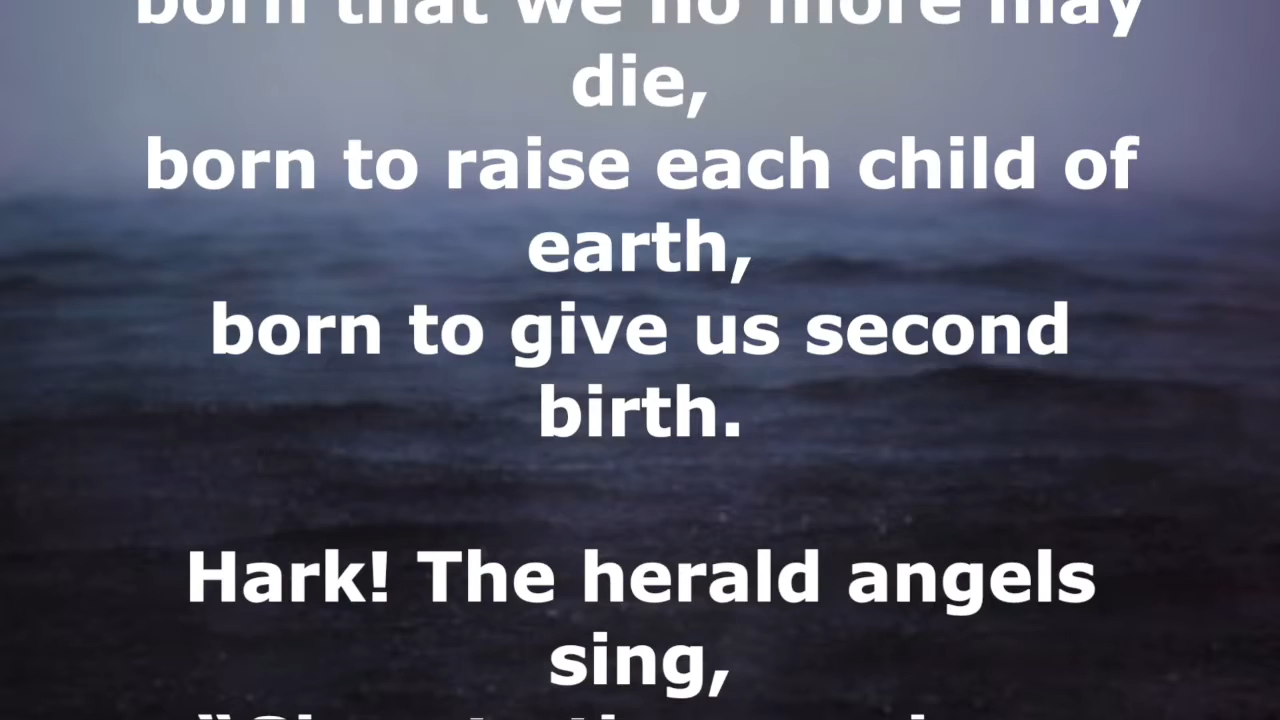 born that we no more may
die,
born to raise each child of
earth,
born to give us second
birth.
Hark! The herald angels
sing,